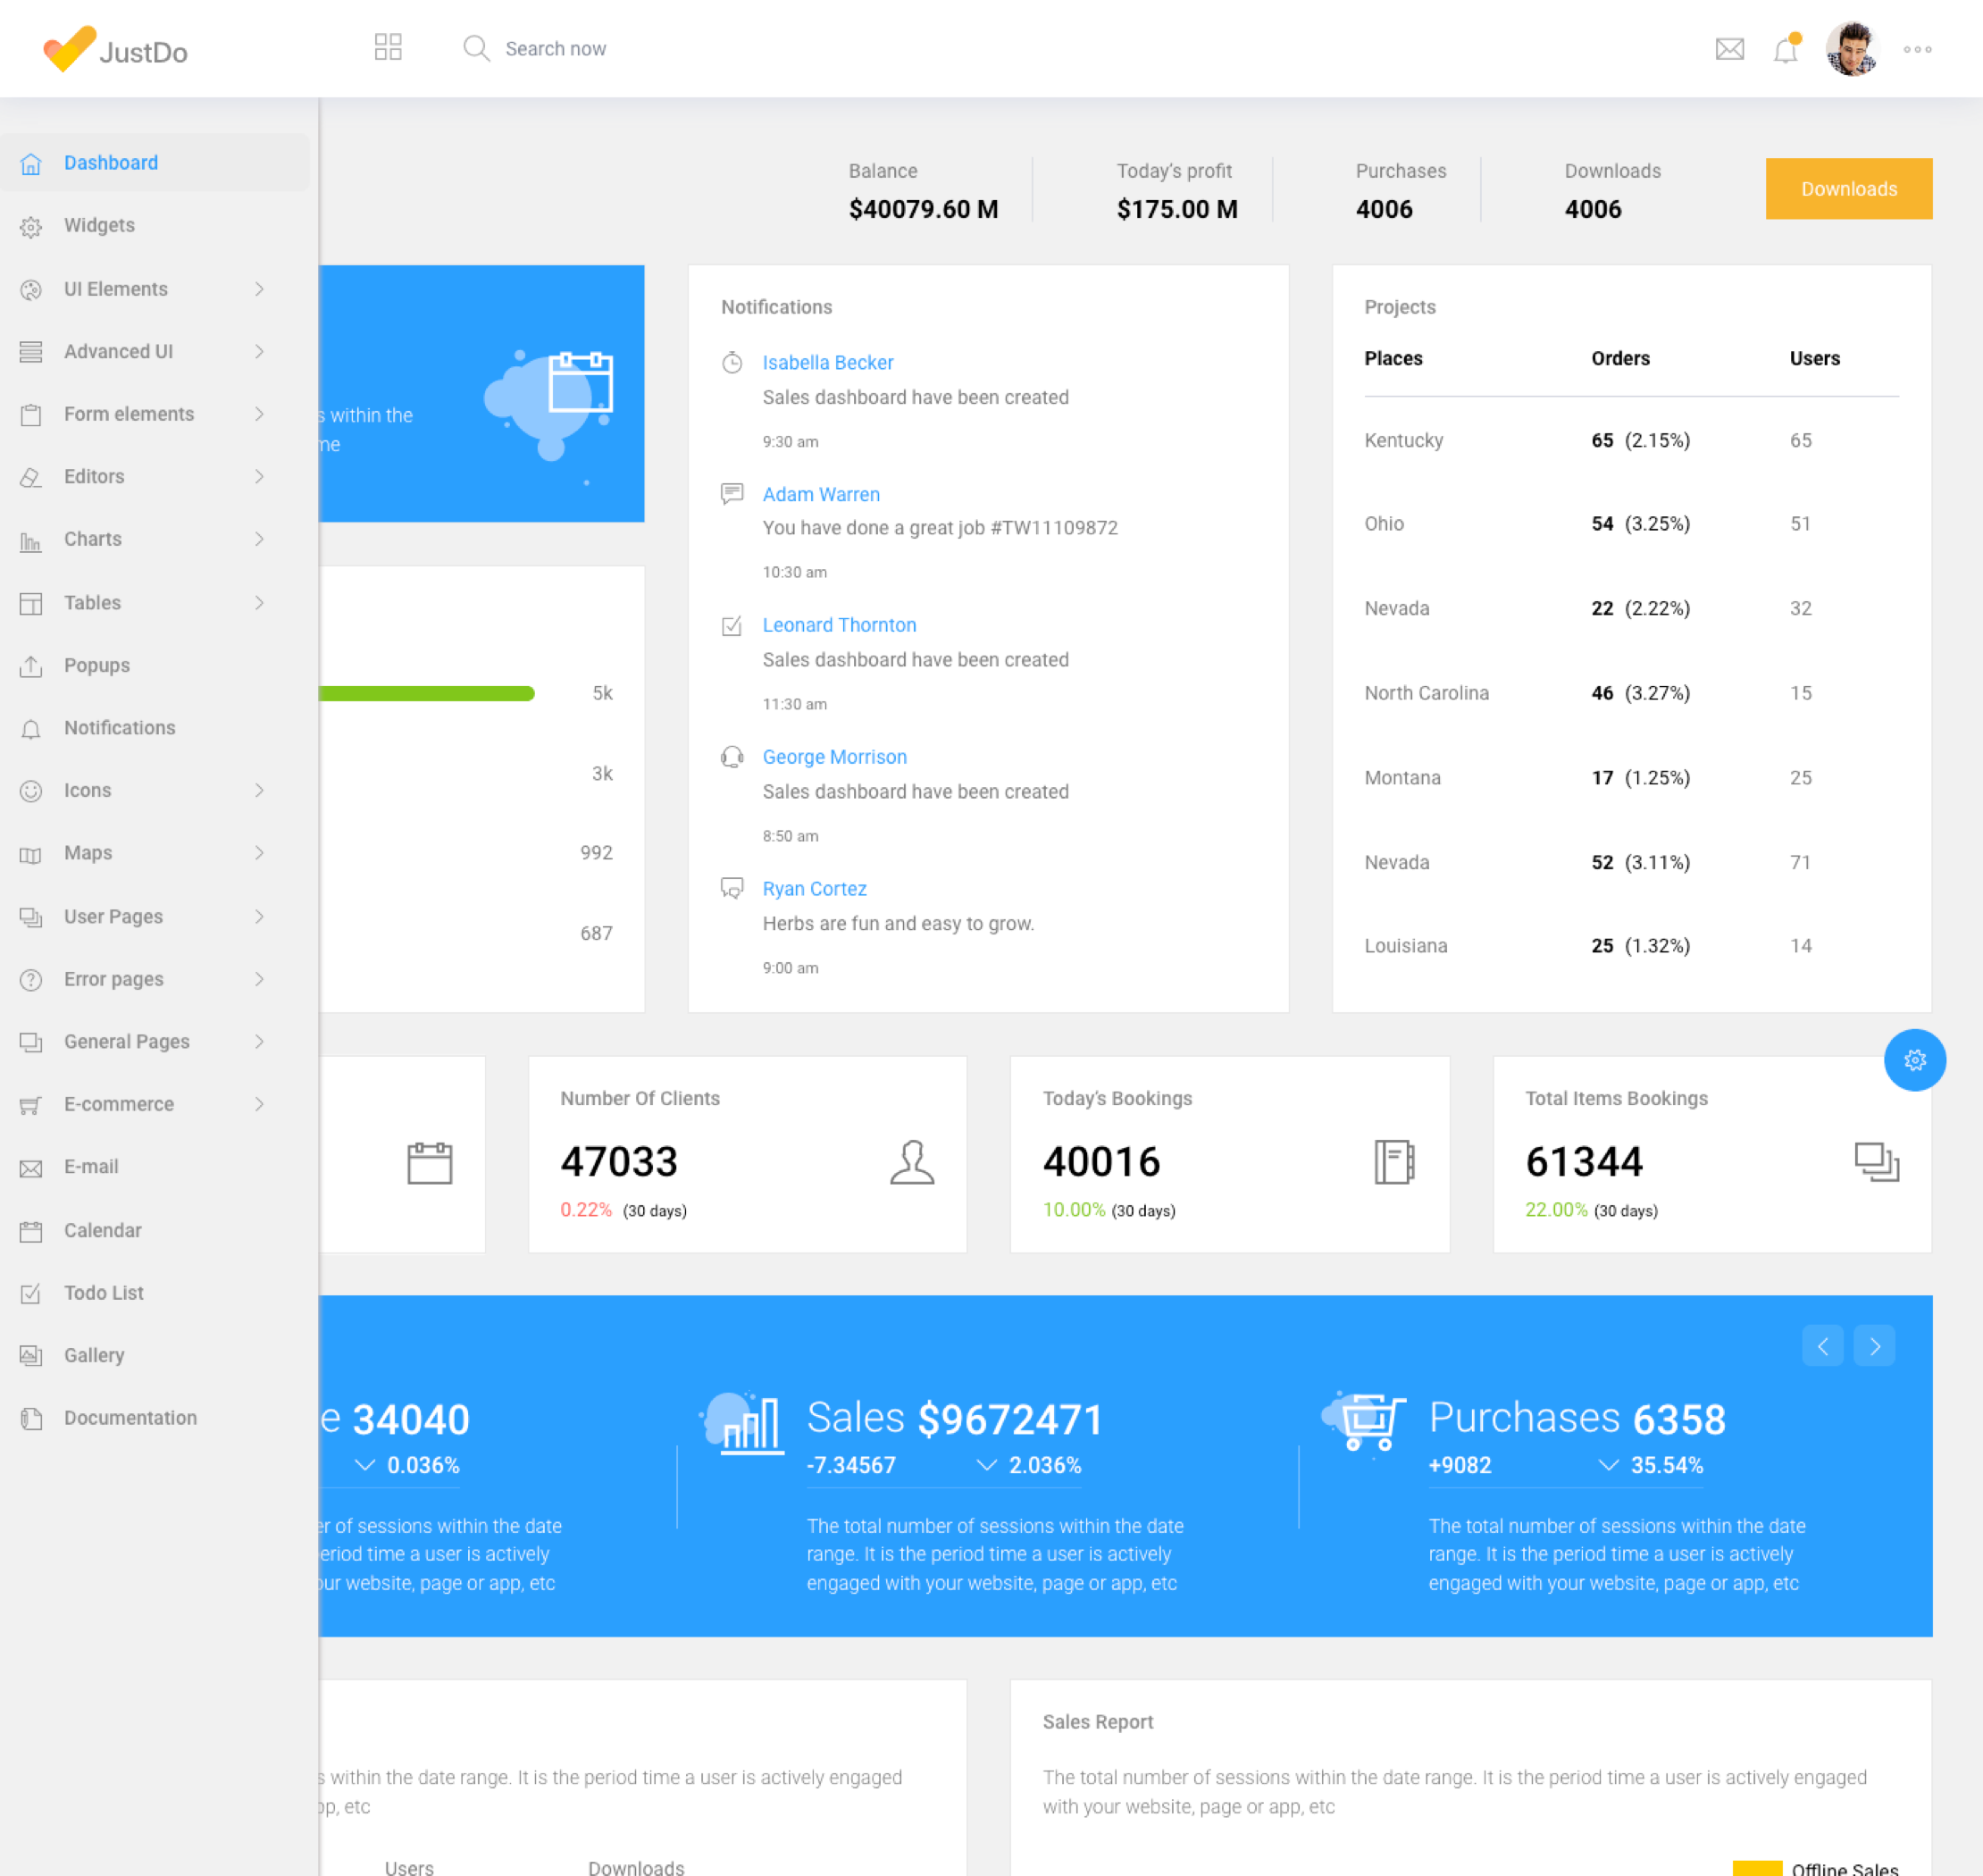 JustDo
Search now
Dashboard
Widgets
UI Elements
Advanced UI
Form elements
Editors
Charts
Tables
Popups
Notifications
Icons
Maps
User Pages
Error pages
General Pages
E-commerce
E-mail
Calendar
Todo List
Gallery
Documentation
Balance
$40079.60 M
Today's profit
$175.00 M
Purchases
4006
Downloads
4006
Downloads
within the
5k
3k
992
687
Notifications
Isabella Becker
Sales dashboard have been created
9:30 am
Adam Warren
You have done a great job #TW11109872
10:30 am
Leonard Thornton
Sales dashboard have been created
11:30 am
George Morrison
Sales dashboard have been created
8:50 am
Ryan Cortez
Herbs are fun and easy to grow.
9:00 am
Projects
Places Orders Users
Kentucky 65 (2.15%) 65
Ohio 54 (3.25%) 51
Nevada 22 (2.22%) 32
North Carolina 46 (3.27%) 15
Montana 17 (1.25%) 25
Nevada 52 (3.11%) 71
Louisiana 25 (1.32%) 14
Number Of Clients
47033
0.22% (30 days)
Today's Bookings
40016
10.00% (30 days)
Total Items Bookings
61344
22.00% (30 days)
e 34040
0.036%
of sessions within the date
time a user is actively
website, page or app, etc
Sales $9672471
-7.34567 2.036%
The total number of sessions within the date
range. It is the period time a user is actively
engaged with your website, page or app, etc
Purchases 6358
+9082 35.54%
The total number of sessions within the date
range. It is the period time a user is actively
engaged with your website, page or app, etc
within the date range. It is the period time a user is actively engaged
etc
Users Downloads
Sales Report
The total number of sessions within the date range. It is the period time a user is actively engaged
with your website, page or app, etc
Offline Sales